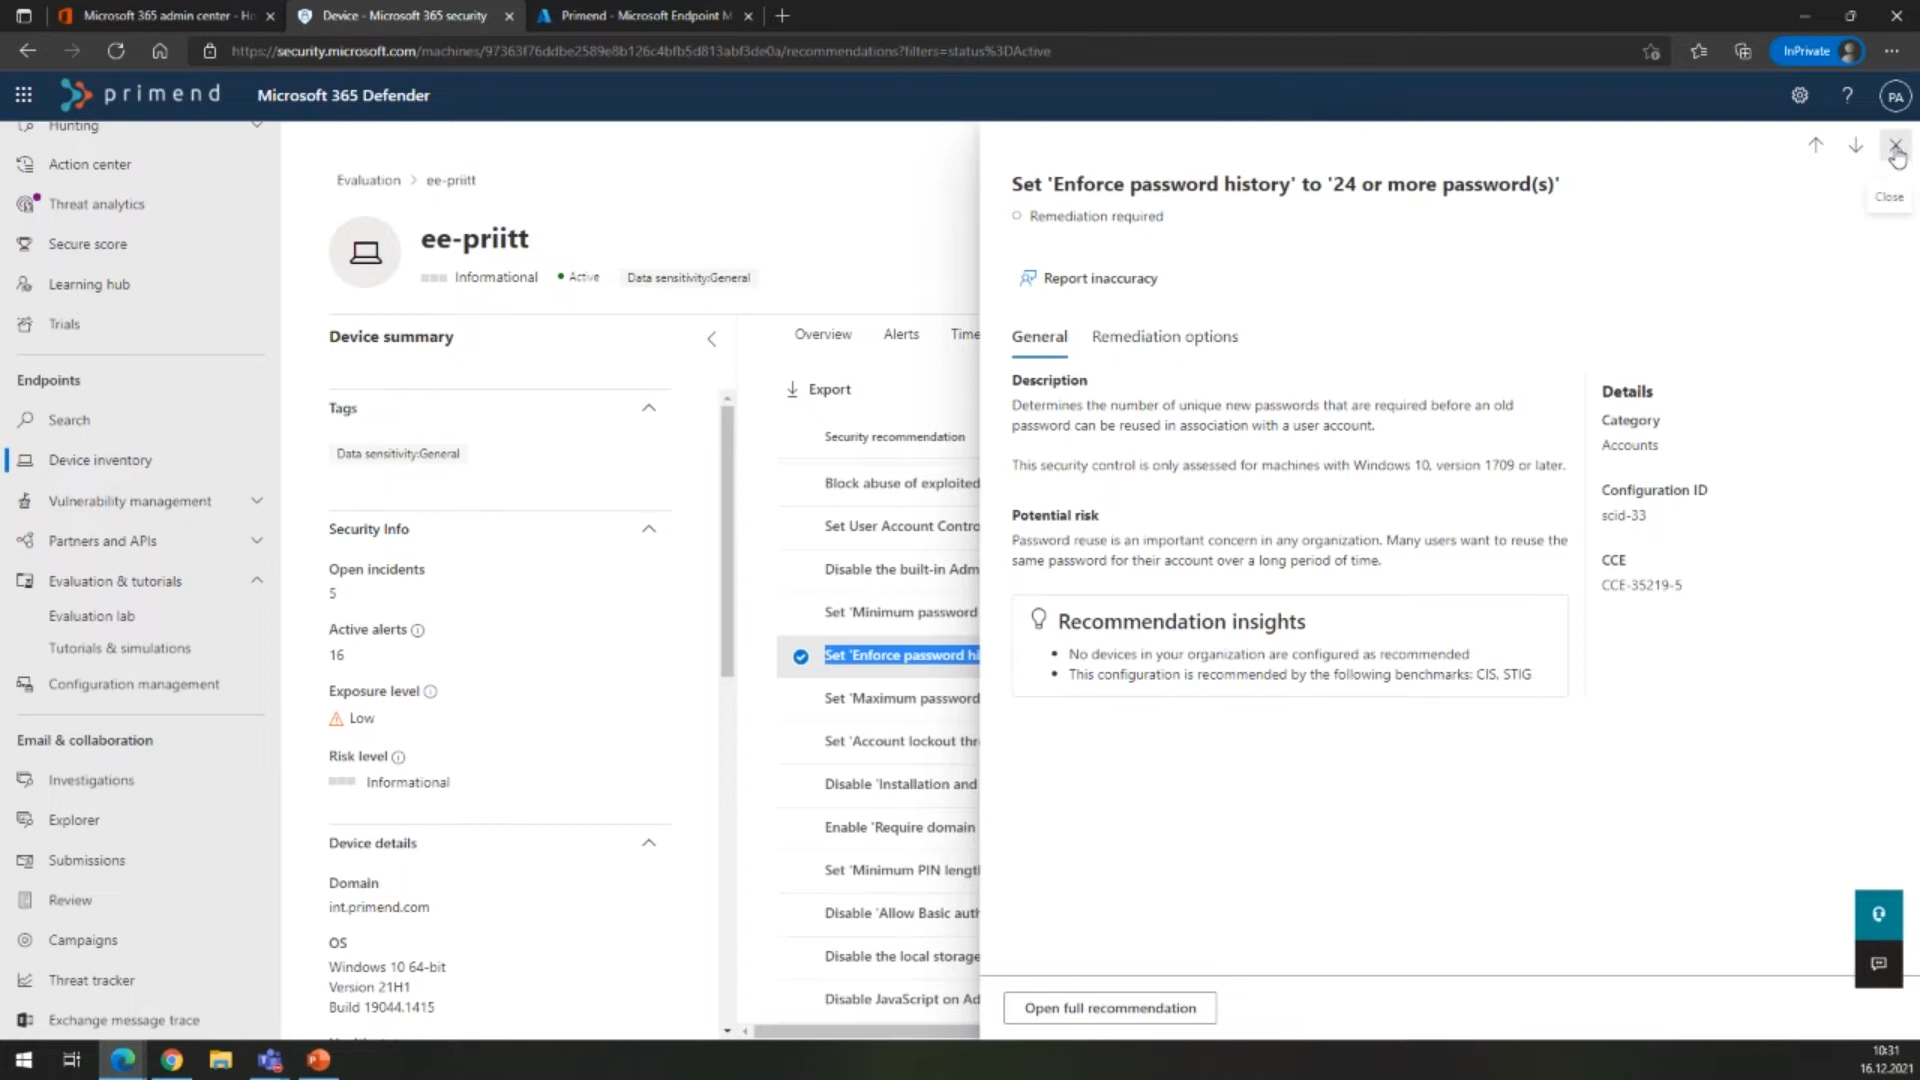 Microsoft 365 admin center - Ho
Device - Microsoft 365 security
Primend - Microsoft Endpoint M
https://security.microsoft.com/machines/97363f76ddbe2589e8b126c4bfb5d813abf3de0a/recommendations?filters=status%3DActive
InPrivate
primend
Microsoft 365 Defender
?
PA
Hunting
Action center
Threat analytics
Secure score
Learning hub
Trials
Endpoints
Search
Device inventory
Vulnerability management
Partners and APIs
Evaluation & tutorials
Evaluation lab
Tutorials & simulations
Configuration management
Email & collaboration
Investigations
Explorer
Submissions
Review
Campaigns
Threat tracker
Exchange message trace
Evaluation > ee-priitt
ee-priitt
Informational
Active
Data sensitivity:General
Device summary
Tags
Data sensitivity:General
Security Info
Open incidents
5
Active alerts
16
Exposure level
Low
Risk level
Informational
Device details
Domain
int.primend.com
OS
Windows 10 64-bit
Version 21H1
Build 19044.1415
Overview
Alerts
Time
Export
Security recommendation
Block abuse of exploited
Set User Account Contro
Disable the built-in Adm
Set 'Minimum password
Set 'Enforce password hi
Set 'Maximum password
Set 'Account lockout thr
Disable 'Installation and
Enable 'Require domain
Set 'Minimum PIN lengt
Disable 'Allow Basic aut
Disable the local storage
Disable JavaScript on Ad
Close
Set 'Enforce password history' to '24 or more password(s)'
Remediation required
Report inaccuracy
General
Remediation options
Description
Determines the number of unique new passwords that are required before an old
password can be reused in association with a user account.
This security control is only assessed for machines with Windows 10, version 1709 or later.
Potential risk
Password reuse is an important concern in any organization. Many users want to reuse the
same password for their account over a long period of time.
Recommendation insights
• No devices in your organization are configured as recommended
• This configuration is recommended by the following benchmarks: CIS, STIG
Details
Category
Accounts
Configuration ID
scid-33
CCE
CCE-35219-5
Open full recommendation
10:31
16.12.2021